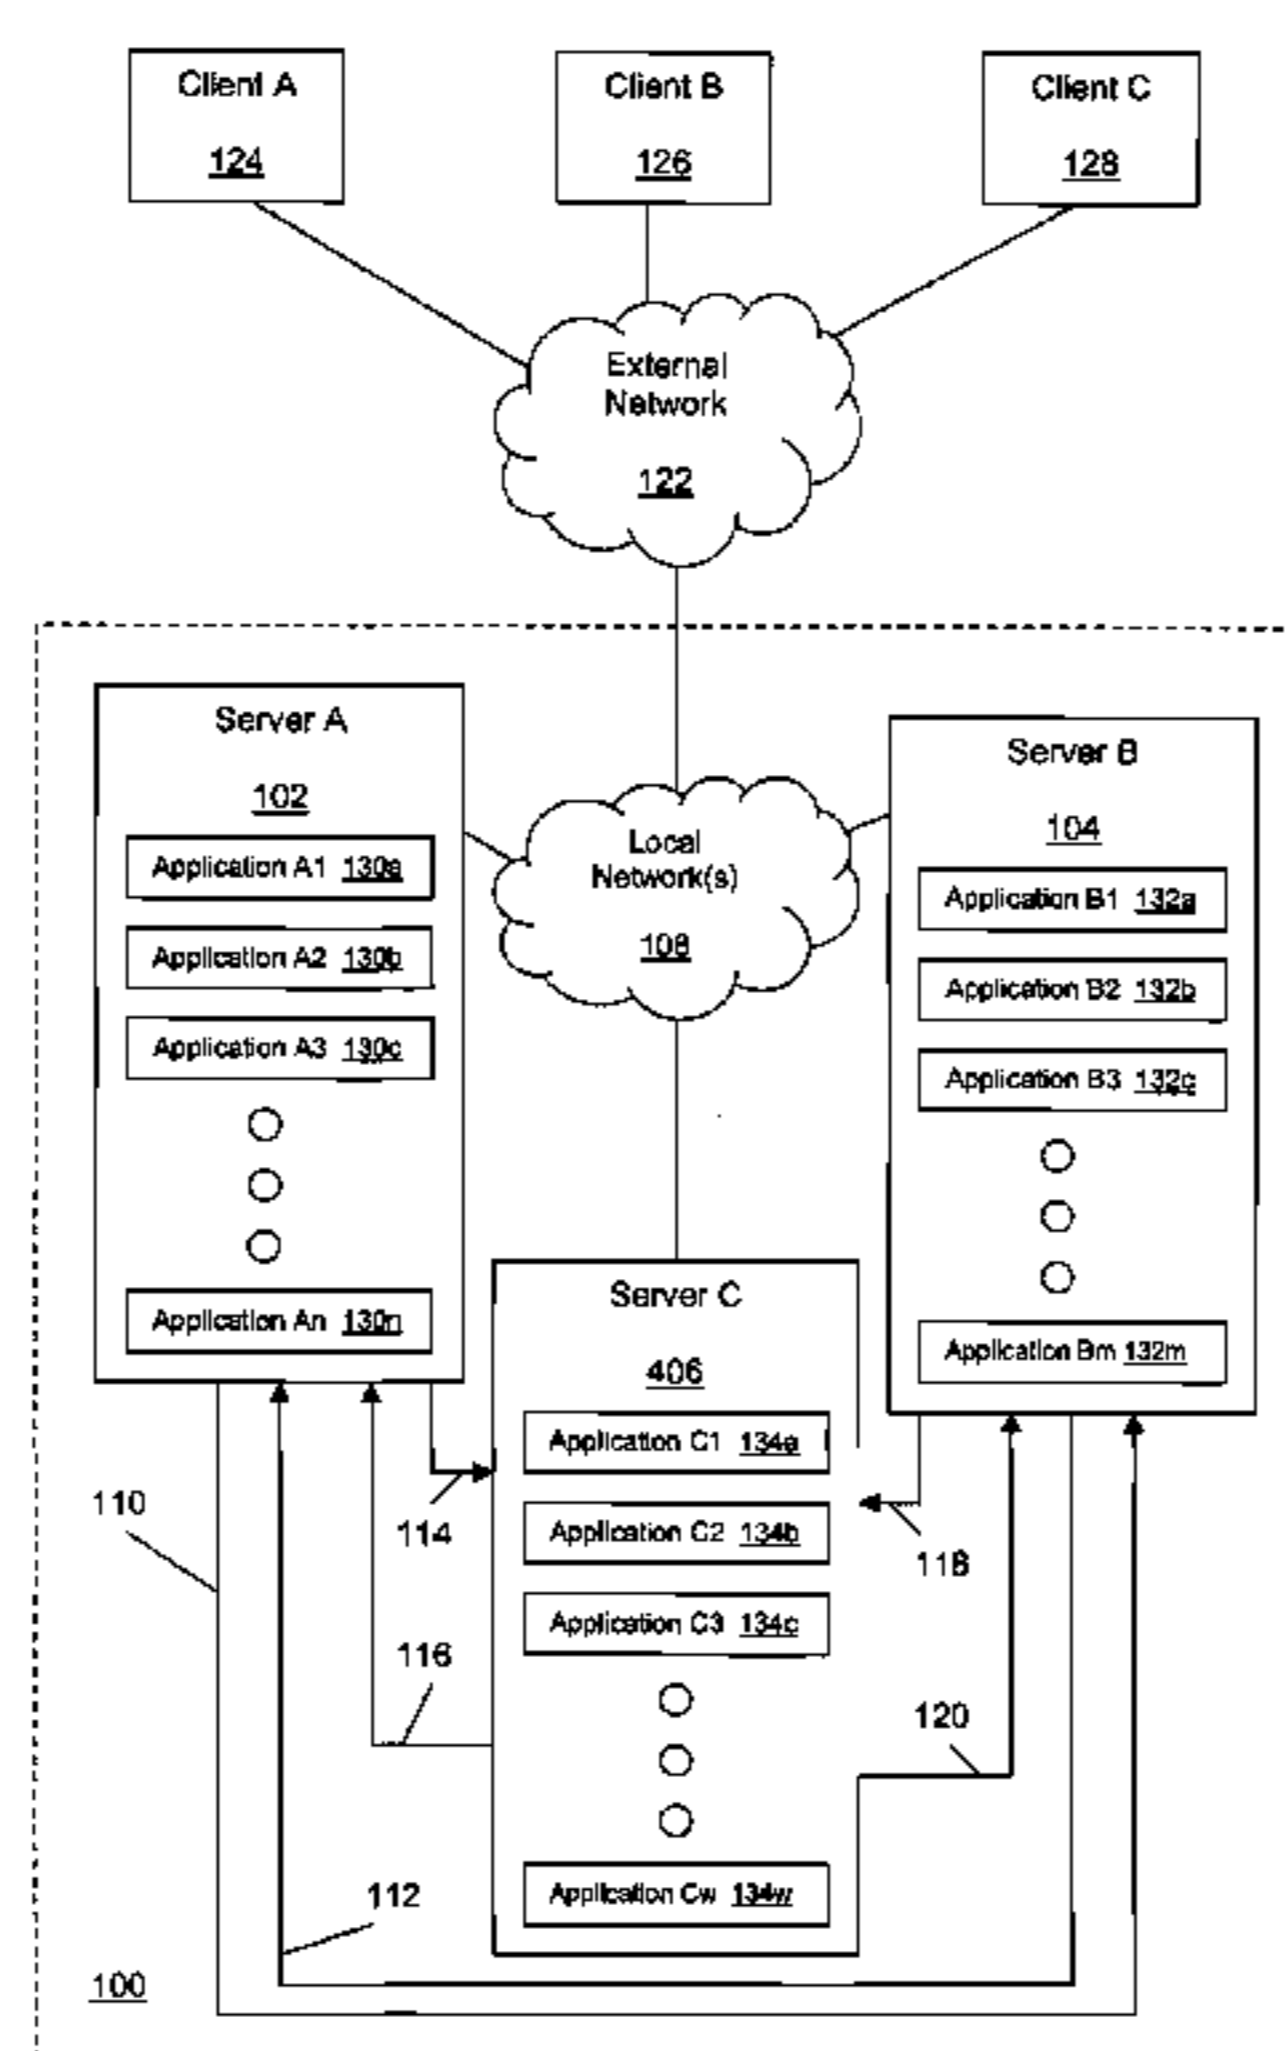 Client A
124
Client B
126
Client C
128
External
Network
122
Server A
102
Application A1 130a
Application A2 130b
Application A3 130c
Application An 130n
Local
Network(s)
108
Server B
104
Application B1 132a
Application B2 132b
Application B3 132c
Application Bm 132m
Server C
406
Application C1 134a
Application C2 134b
Application C3 134c
Application Cw 134w
110
114
118
116
120
112
100